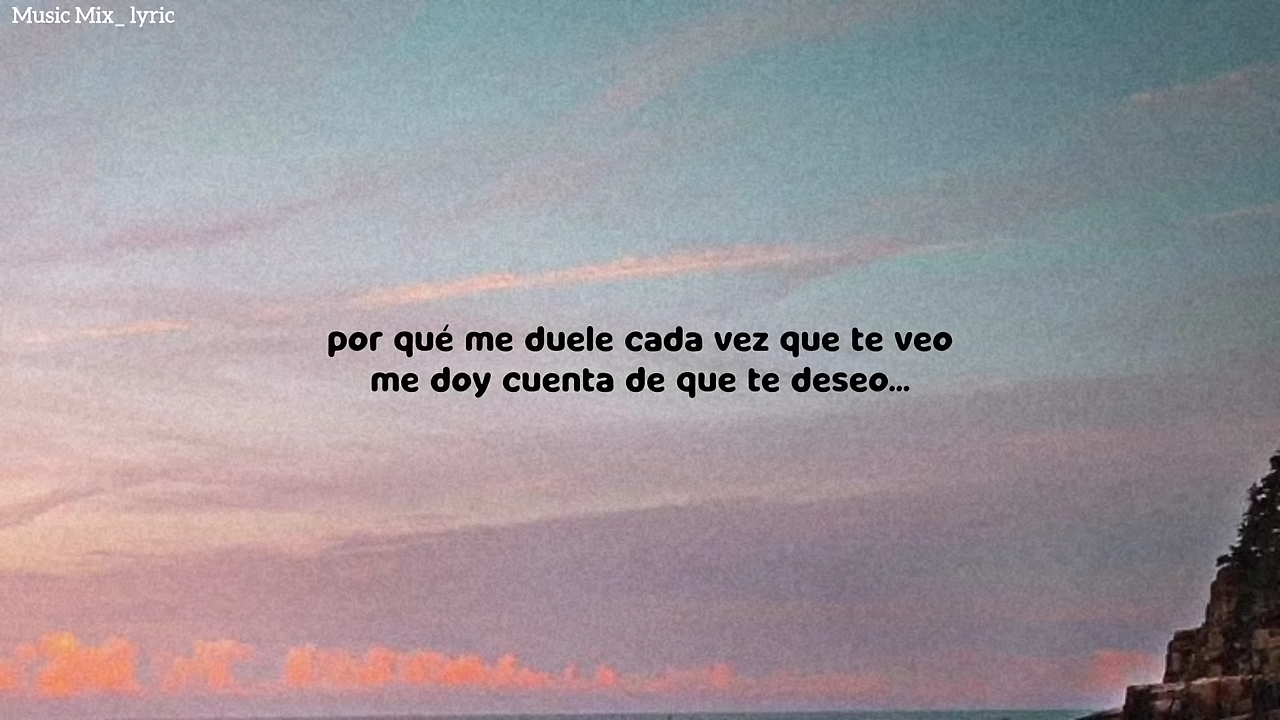 Music Mix_ lyric
por qué me duele cada vez que te veo
me doy cuenta de que te deseo...